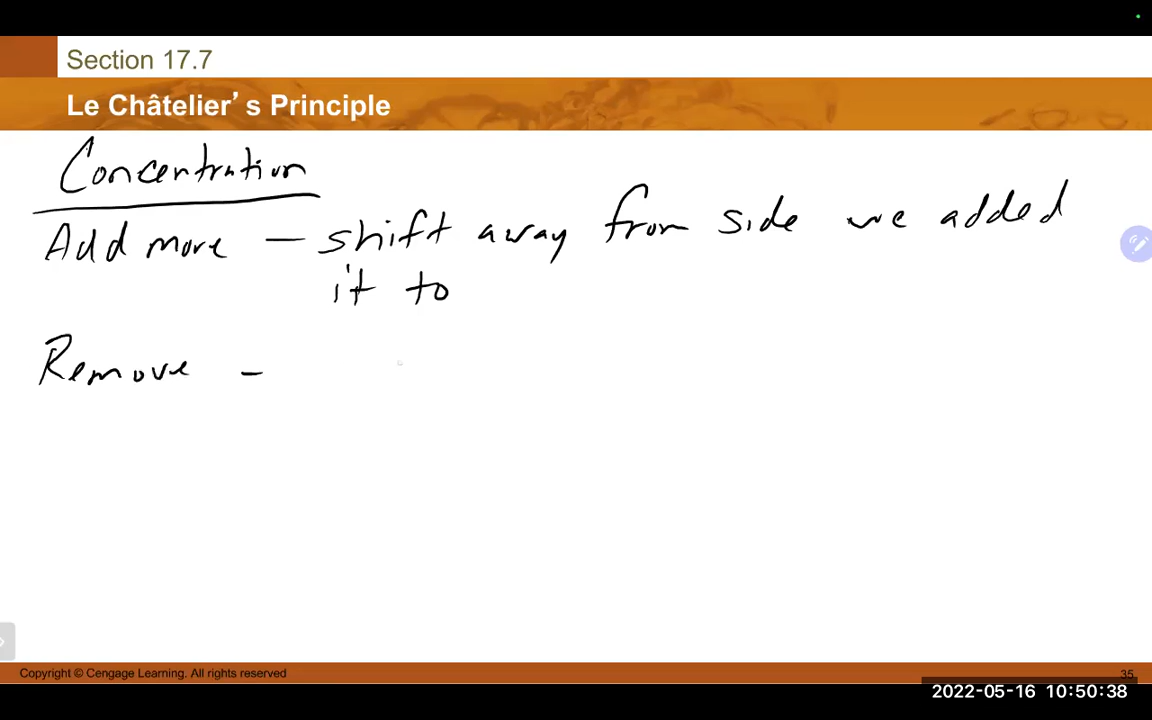 Section 17.7
Le Châtelier's Principle
Concentration
Add more – shift away from side we added
it to
Remove –
Copyright © Cengage Learning. All rights reserved
35
2022-05-16 10:50:38